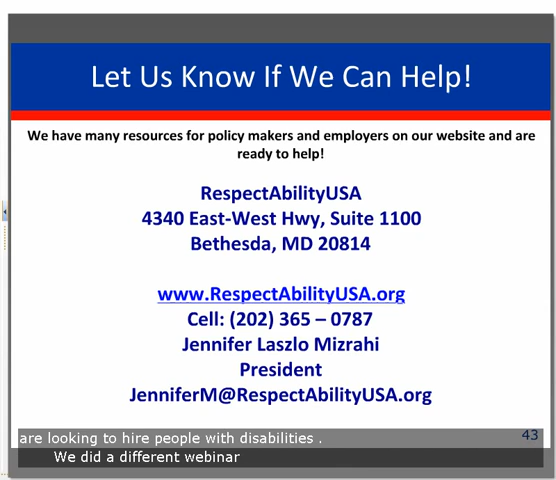 Let Us Know If We Can Help!
We have many resources for policy makers and employers on our website and are
ready to help!
RespectAbilityUSA
4340 East-West Hwy, Suite 1100
Bethesda, MD 20814
www.RespectAbilityUSA.org
Cell: (202) 365 – 0787
Jennifer Laszlo Mizrahi
President
JenniferM@RespectAbilityUSA.org
43
are looking to hire people with disabilities .
We did a different webinar